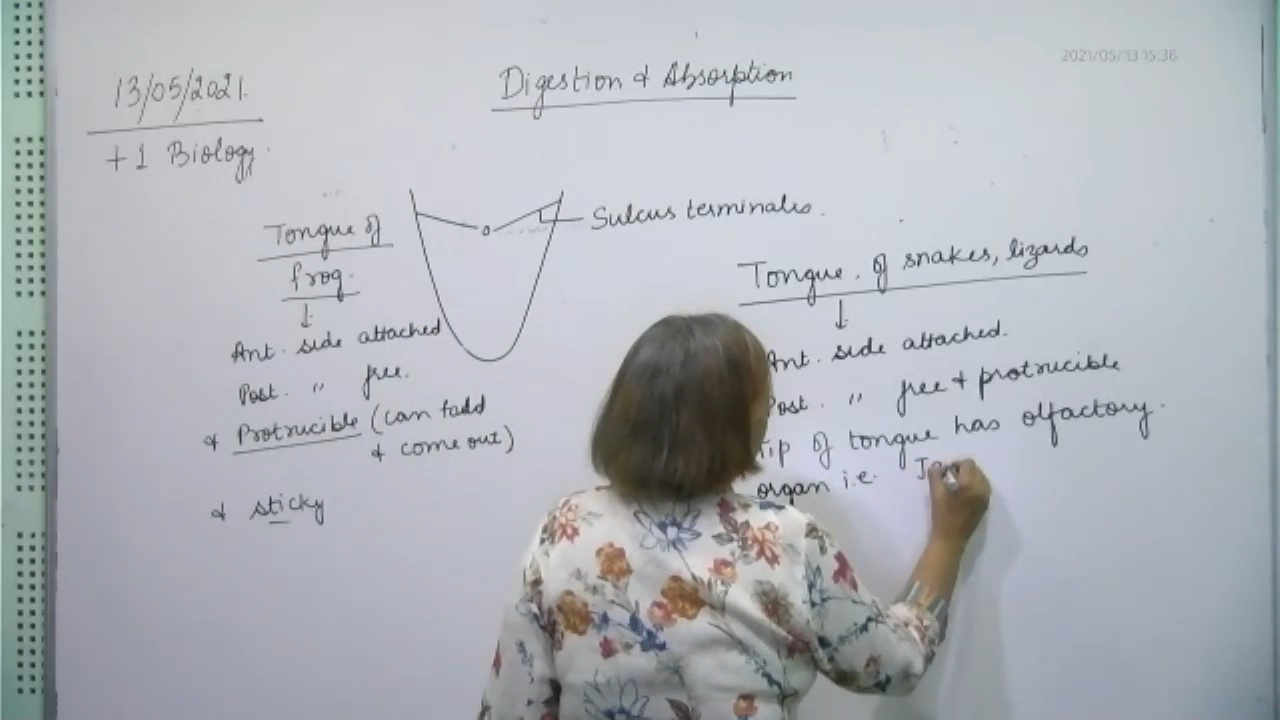 2021/05/13 15:36
13/05/2021.
+1 Biology.
Digestion & Absorption
Sulcus terminales.
Tongue of
frog.
↓
Ant. side attached
Post. " free.
& Protrucible (can fold
& come out)
& sticky
Tongue. of snakes, lizards
↓
Ant. side attached.
Post. " free & protrucible
Tip of tongue has olfactory.
organ i.e.